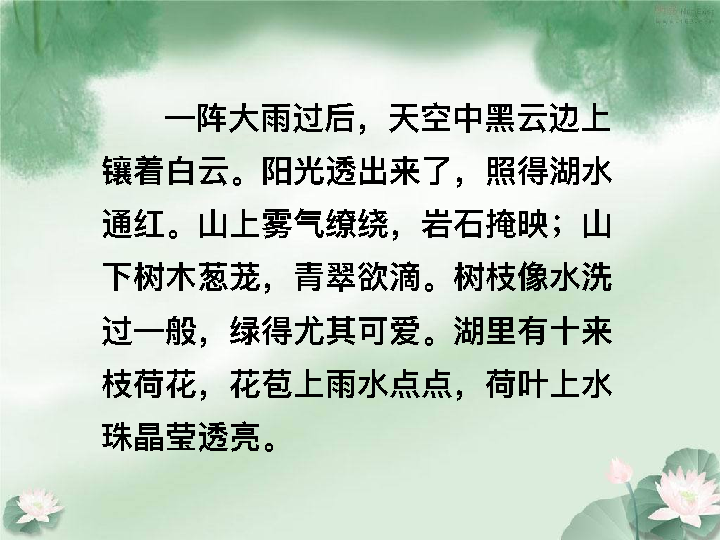 一阵大雨过后，天空中黑云边上
镶着白云。阳光透出来了，照得湖水
通红。山上雾气缭绕，岩石掩映；山
下树木葱茏，青翠欲滴。树枝像水洗
过一般，绿得尤其可爱。湖里有十来
枝荷花，花苞上雨水点点，荷叶上水
珠晶莹透亮。